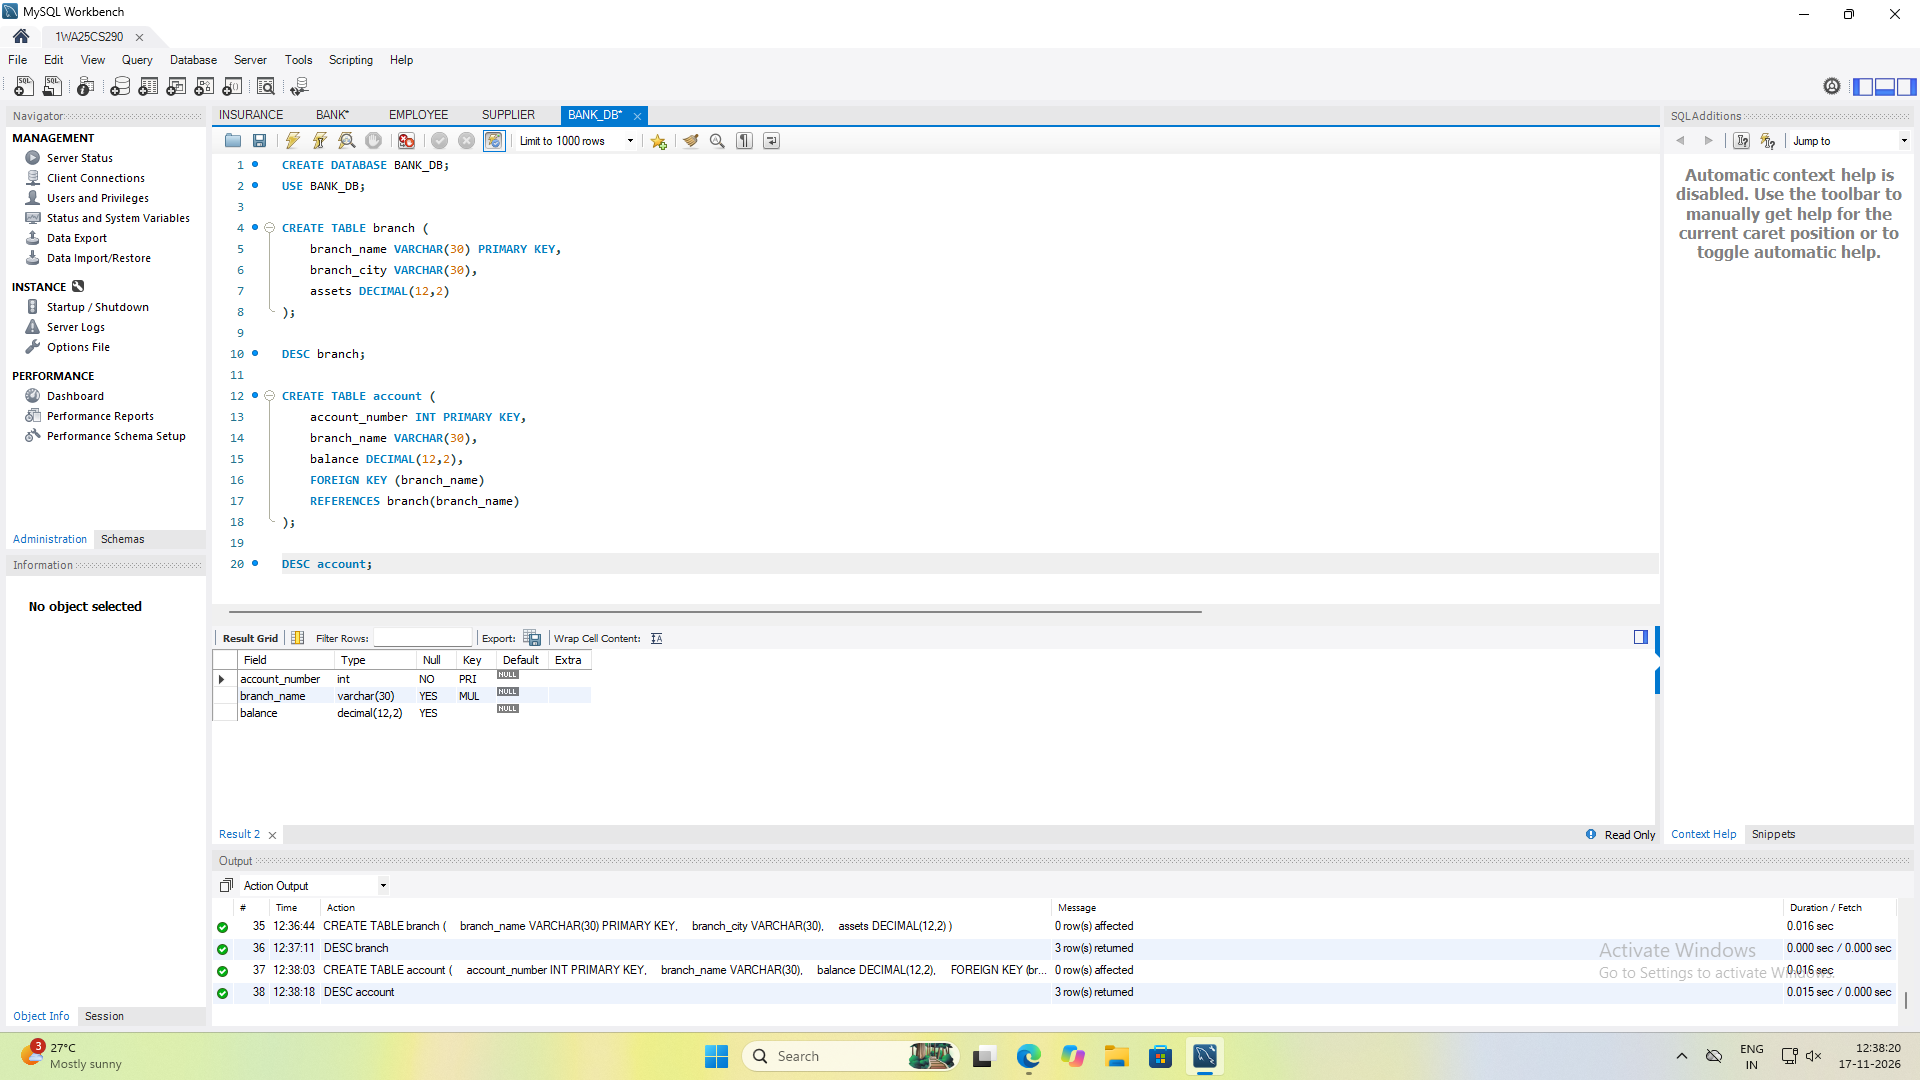 MySQL Workbench
1WA25CS290
File Edit View Query Database Server Tools Scripting Help
Navigator
MANAGEMENT
Server Status
Client Connections
Users and Privileges
Status and System Variables
Data Export
Data Import/Restore
INSTANCE
Startup / Shutdown
Server Logs
Options File
PERFORMANCE
Dashboard
Performance Reports
Performance Schema Setup
Administration Schemas
Information
No object selected
Object Info Session
INSURANCE BANK* EMPLOYEE SUPPLIER BANK_DB*
Limit to 1000 rows
1 CREATE DATABASE BANK_DB;
2 USE BANK_DB;
3
4 CREATE TABLE branch (
5 branch_name VARCHAR(30) PRIMARY KEY,
6 branch_city VARCHAR(30),
7 assets DECIMAL(12,2)
8 );
9
10 DESC branch;
11
12 CREATE TABLE account (
13 account_number INT PRIMARY KEY,
14 branch_name VARCHAR(30),
15 balance DECIMAL(12,2),
16 FOREIGN KEY (branch_name)
17 REFERENCES branch(branch_name)
18 );
19
20 DESC account;
Result Grid Filter Rows: Export: Wrap Cell Content:
Field Type Null Key Default Extra
account_number int NO PRI NULL
branch_name varchar(30) YES MUL NULL
balance decimal(12,2) YES NULL
Result 2
Read Only
SQLAdditions
Jump to
Automatic context help is
disabled. Use the toolbar to
manually get help for the
current caret position or to
toggle automatic help.
Context Help Snippets
Output
Action Output
# Time Action Message Duration / Fetch
35 12:36:44 CREATE TABLE branch ( branch_name VARCHAR(30) PRIMARY KEY, branch_city VARCHAR(30), assets DECIMAL(12,2) ) 0 row(s) affected 0.016 sec
36 12:37:11 DESC branch 3 row(s) returned 0.000 sec / 0.000 sec
37 12:38:03 CREATE TABLE account ( account_number INT PRIMARY KEY, branch_name VARCHAR(30), balance DECIMAL(12,2), FOREIGN KEY (br... 0 row(s) affected 0.016 sec
38 12:38:18 DESC account 3 row(s) returned 0.015 sec / 0.000 sec
Activate Windows
Go to Settings to activate Windows.
3
27°C
Mostly sunny
Search
ENG
IN
12:38:20
17-11-2026